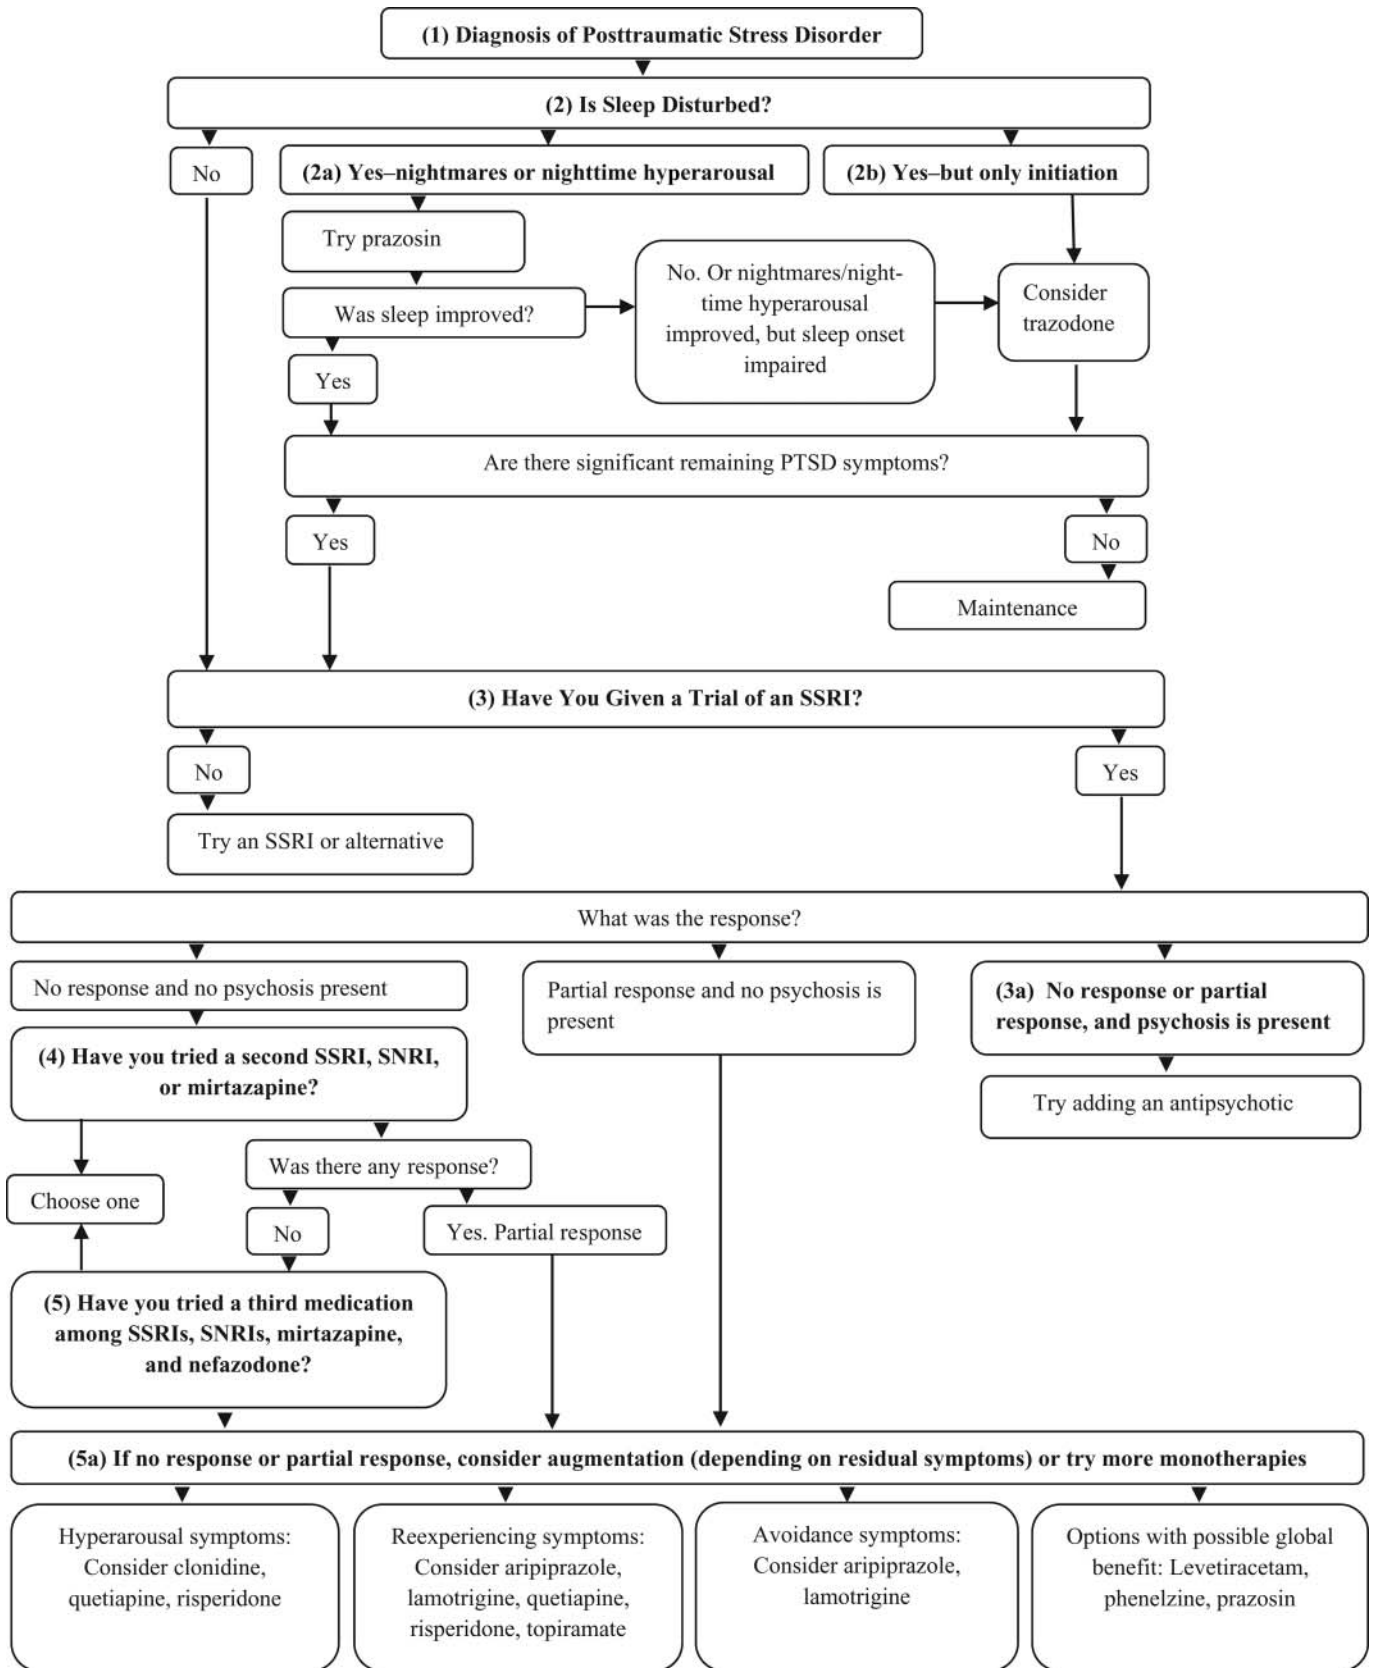 (1) Diagnosis of Posttraumatic Stress Disorder
(2) Is Sleep Disturbed?
No
(2a) Yes–nightmares or nighttime hyperarousal
(2b) Yes–but only initiation
Try prazosin
Was sleep improved?
No. Or nightmares/night-
time hyperarousal
improved, but sleep onset
impaired
Consider
trazodone
Yes
Are there significant remaining PTSD symptoms?
Yes
No
Maintenance
(3) Have You Given a Trial of an SSRI?
No
Yes
Try an SSRI or alternative
What was the response?
No response and no psychosis present
Partial response and no psychosis is
present
(3a) No response or partial
response, and psychosis is present
(4) Have you tried a second SSRI, SNRI,
or mirtazapine?
Try adding an antipsychotic
Was there any response?
Choose one
No
Yes. Partial response
(5) Have you tried a third medication
among SSRIs, SNRIs, mirtazapine,
and nefazodone?
(5a) If no response or partial response, consider augmentation (depending on residual symptoms) or try more monotherapies
Hyperarousal symptoms:
Consider clonidine,
quetiapine, risperidone
Reexperiencing symptoms:
Consider aripiprazole,
lamotrigine, quetiapine,
risperidone, topiramate
Avoidance symptoms:
Consider aripiprazole,
lamotrigine
Options with possible global
benefit: Levetiracetam,
phenelzine, prazosin